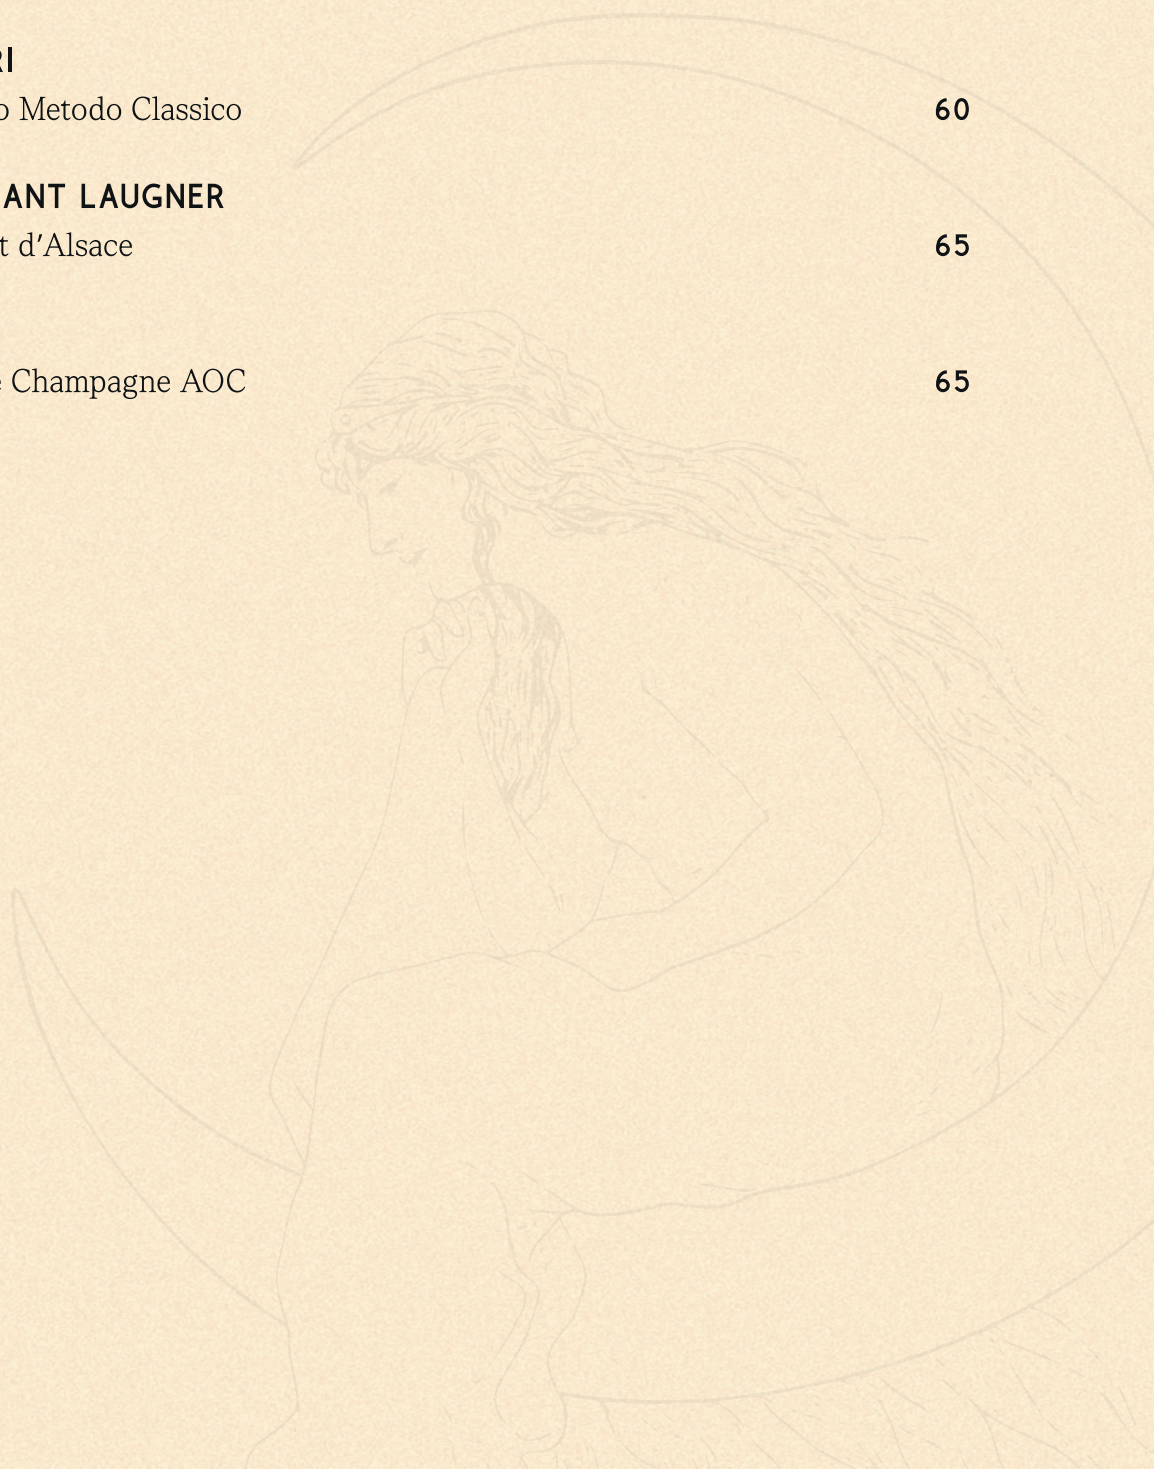 RI
o Metodo Classico 60
ANT LAUGNER
t d’Alsace 65
e Champagne AOC 65